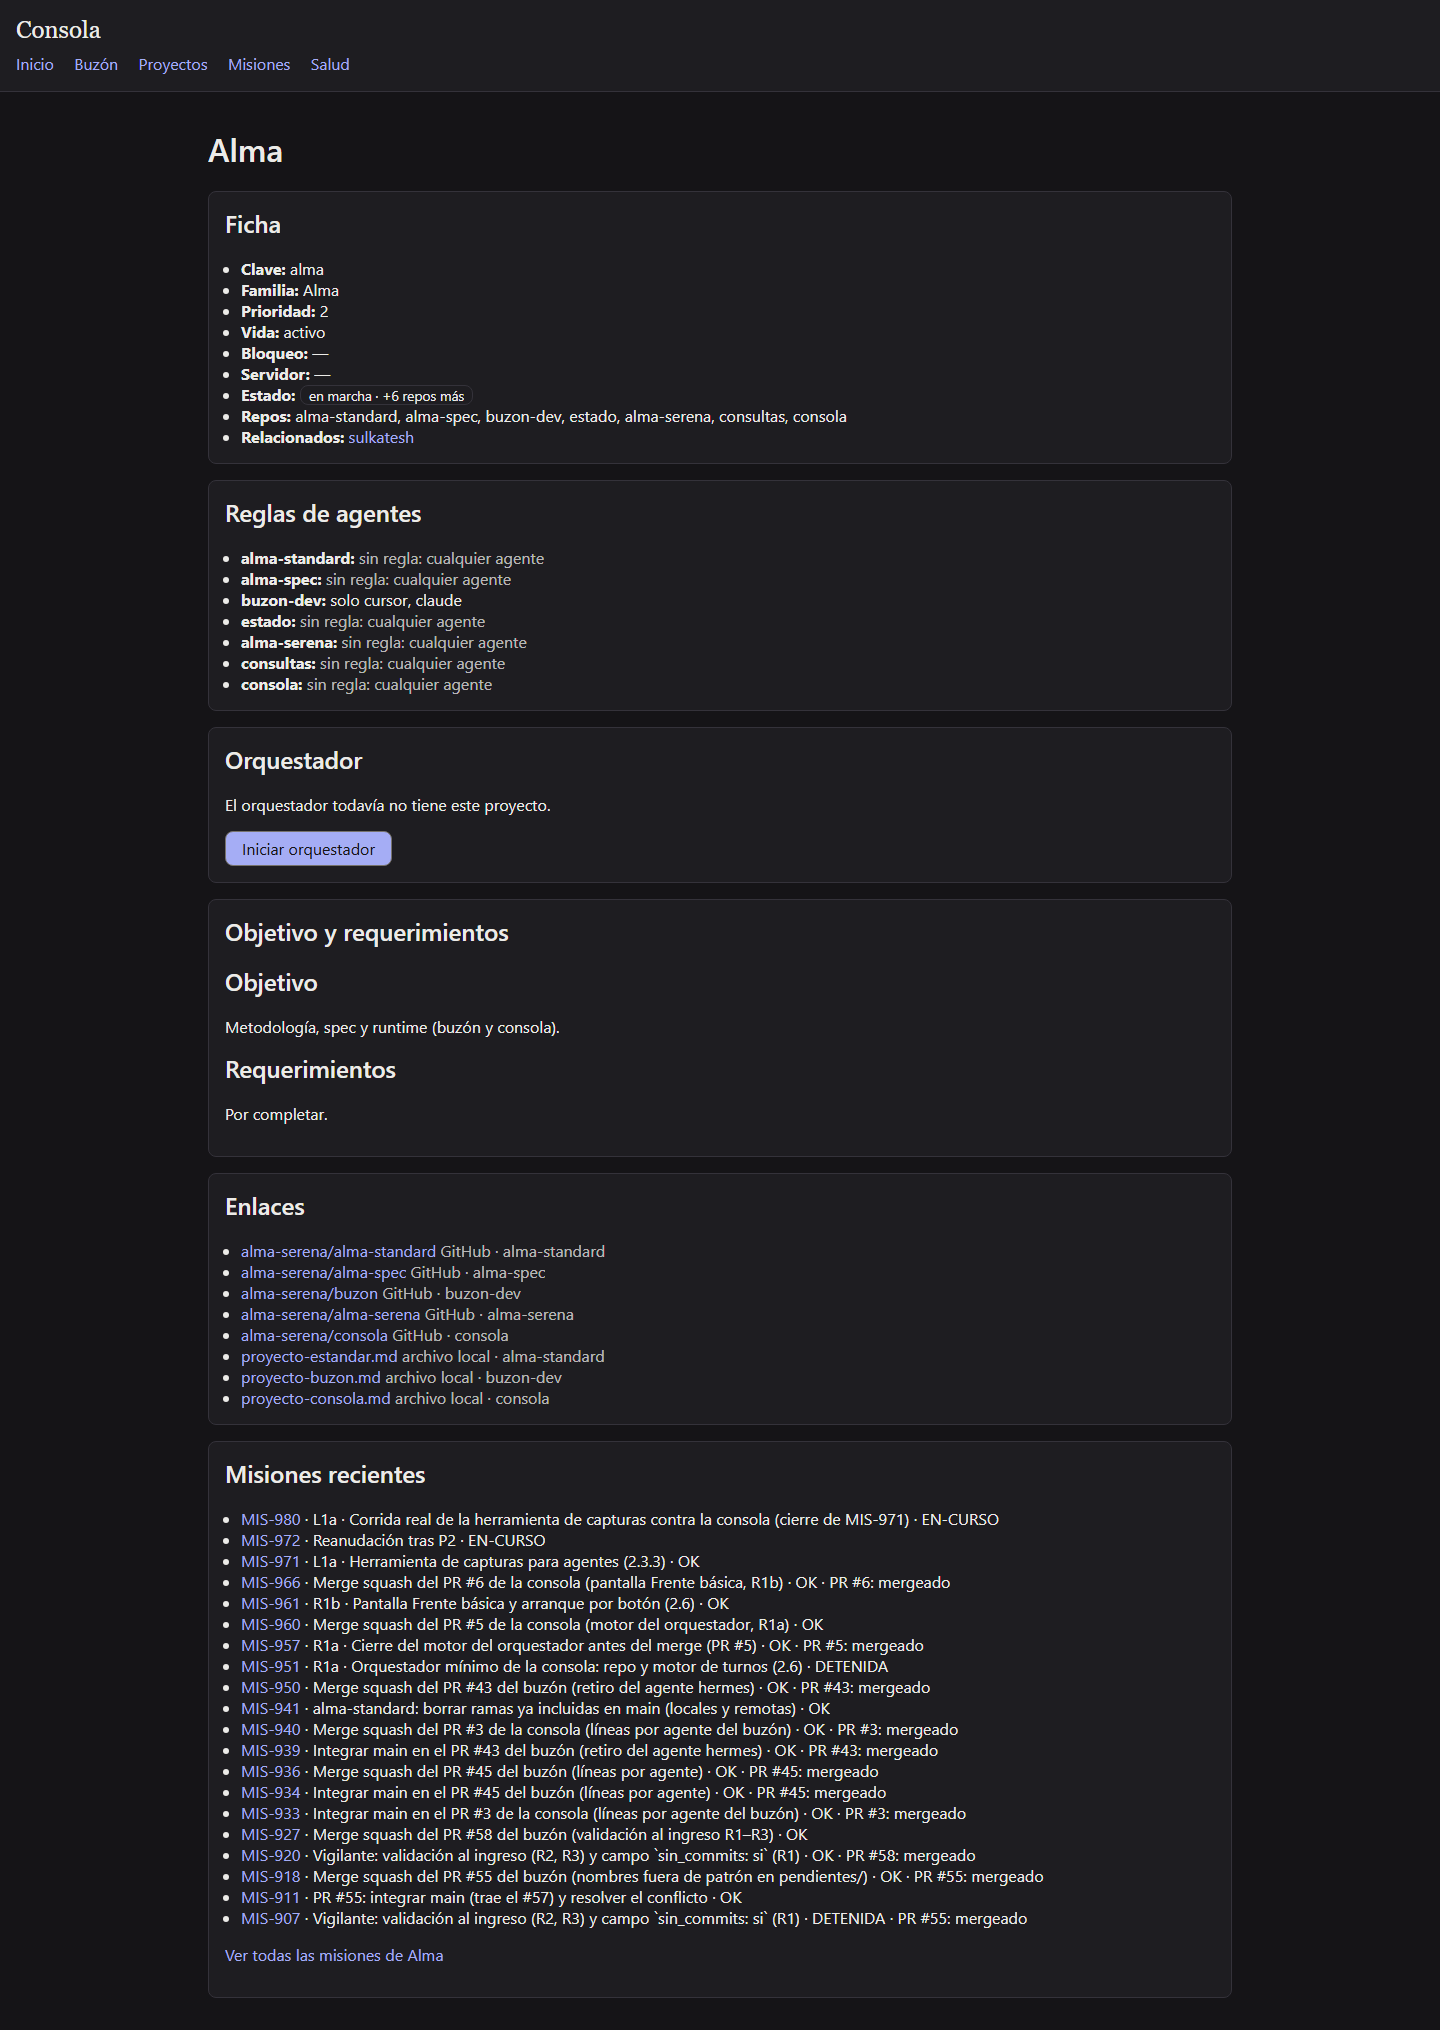 Consola
Inicio Buzón Proyectos Misiones Salud
Alma
Ficha
Clave: alma
Familia: Alma
Prioridad: 2
Vida: activo
Bloqueo: —
Servidor: —
Estado: en marcha · +6 repos más
Repos: alma-standard, alma-spec, buzon-dev, estado, alma-serena, consultas, consola
Relacionados: sulkatesh
Reglas de agentes
alma-standard: sin regla: cualquier agente
alma-spec: sin regla: cualquier agente
buzon-dev: solo cursor, claude
estado: sin regla: cualquier agente
alma-serena: sin regla: cualquier agente
consultas: sin regla: cualquier agente
consola: sin regla: cualquier agente
Orquestador
El orquestador todavía no tiene este proyecto.
Iniciar orquestador
Objetivo y requerimientos
Objetivo
Metodología, spec y runtime (buzón y consola).
Requerimientos
Por completar.
Enlaces
alma-serena/alma-standard GitHub · alma-standard
alma-serena/alma-spec GitHub · alma-spec
alma-serena/buzon GitHub · buzon-dev
alma-serena/alma-serena GitHub · alma-serena
alma-serena/consola GitHub · consola
proyecto-estandar.md archivo local · alma-standard
proyecto-buzon.md archivo local · buzon-dev
proyecto-consola.md archivo local · consola
Misiones recientes
MIS-980 · L1a · Corrida real de la herramienta de capturas contra la consola (cierre de MIS-971) · EN-CURSO
MIS-972 · Reanudación tras P2 · EN-CURSO
MIS-971 · L1a · Herramienta de capturas para agentes (2.3.3) · OK
MIS-966 · Merge squash del PR #6 de la consola (pantalla Frente básica, R1b) · OK · PR #6: mergeado
MIS-961 · R1b · Pantalla Frente básica y arranque por botón (2.6) · OK
MIS-960 · Merge squash del PR #5 de la consola (motor del orquestador, R1a) · OK
MIS-957 · R1a · Cierre del motor del orquestador antes del merge (PR #5) · OK · PR #5: mergeado
MIS-951 · R1a · Orquestador mínimo de la consola: repo y motor de turnos (2.6) · DETENIDA
MIS-950 · Merge squash del PR #43 del buzón (retiro del agente hermes) · OK · PR #43: mergeado
MIS-941 · alma-standard: borrar ramas ya incluidas en main (locales y remotas) · OK
MIS-940 · Merge squash del PR #3 de la consola (líneas por agente del buzón) · OK · PR #3: mergeado
MIS-939 · Integrar main en el PR #43 del buzón (retiro del agente hermes) · OK · PR #43: mergeado
MIS-936 · Merge squash del PR #45 del buzón (líneas por agente) · OK · PR #45: mergeado
MIS-934 · Integrar main en el PR #45 del buzón (líneas por agente) · OK · PR #45: mergeado
MIS-933 · Integrar main en el PR #3 de la consola (líneas por agente del buzón) · OK · PR #3: mergeado
MIS-927 · Merge squash del PR #58 del buzón (validación al ingreso R1–R3) · OK
MIS-920 · Vigilante: validación al ingreso (R2, R3) y campo `sin_commits: si` (R1) · OK · PR #58: mergeado
MIS-918 · Merge squash del PR #55 del buzón (nombres fuera de patrón en pendientes/) · OK · PR #55: mergeado
MIS-911 · PR #55: integrar main (trae el #57) y resolver el conflicto · OK
MIS-907 · Vigilante: validación al ingreso (R2, R3) y campo `sin_commits: si` (R1) · DETENIDA · PR #55: mergeado
Ver todas las misiones de Alma